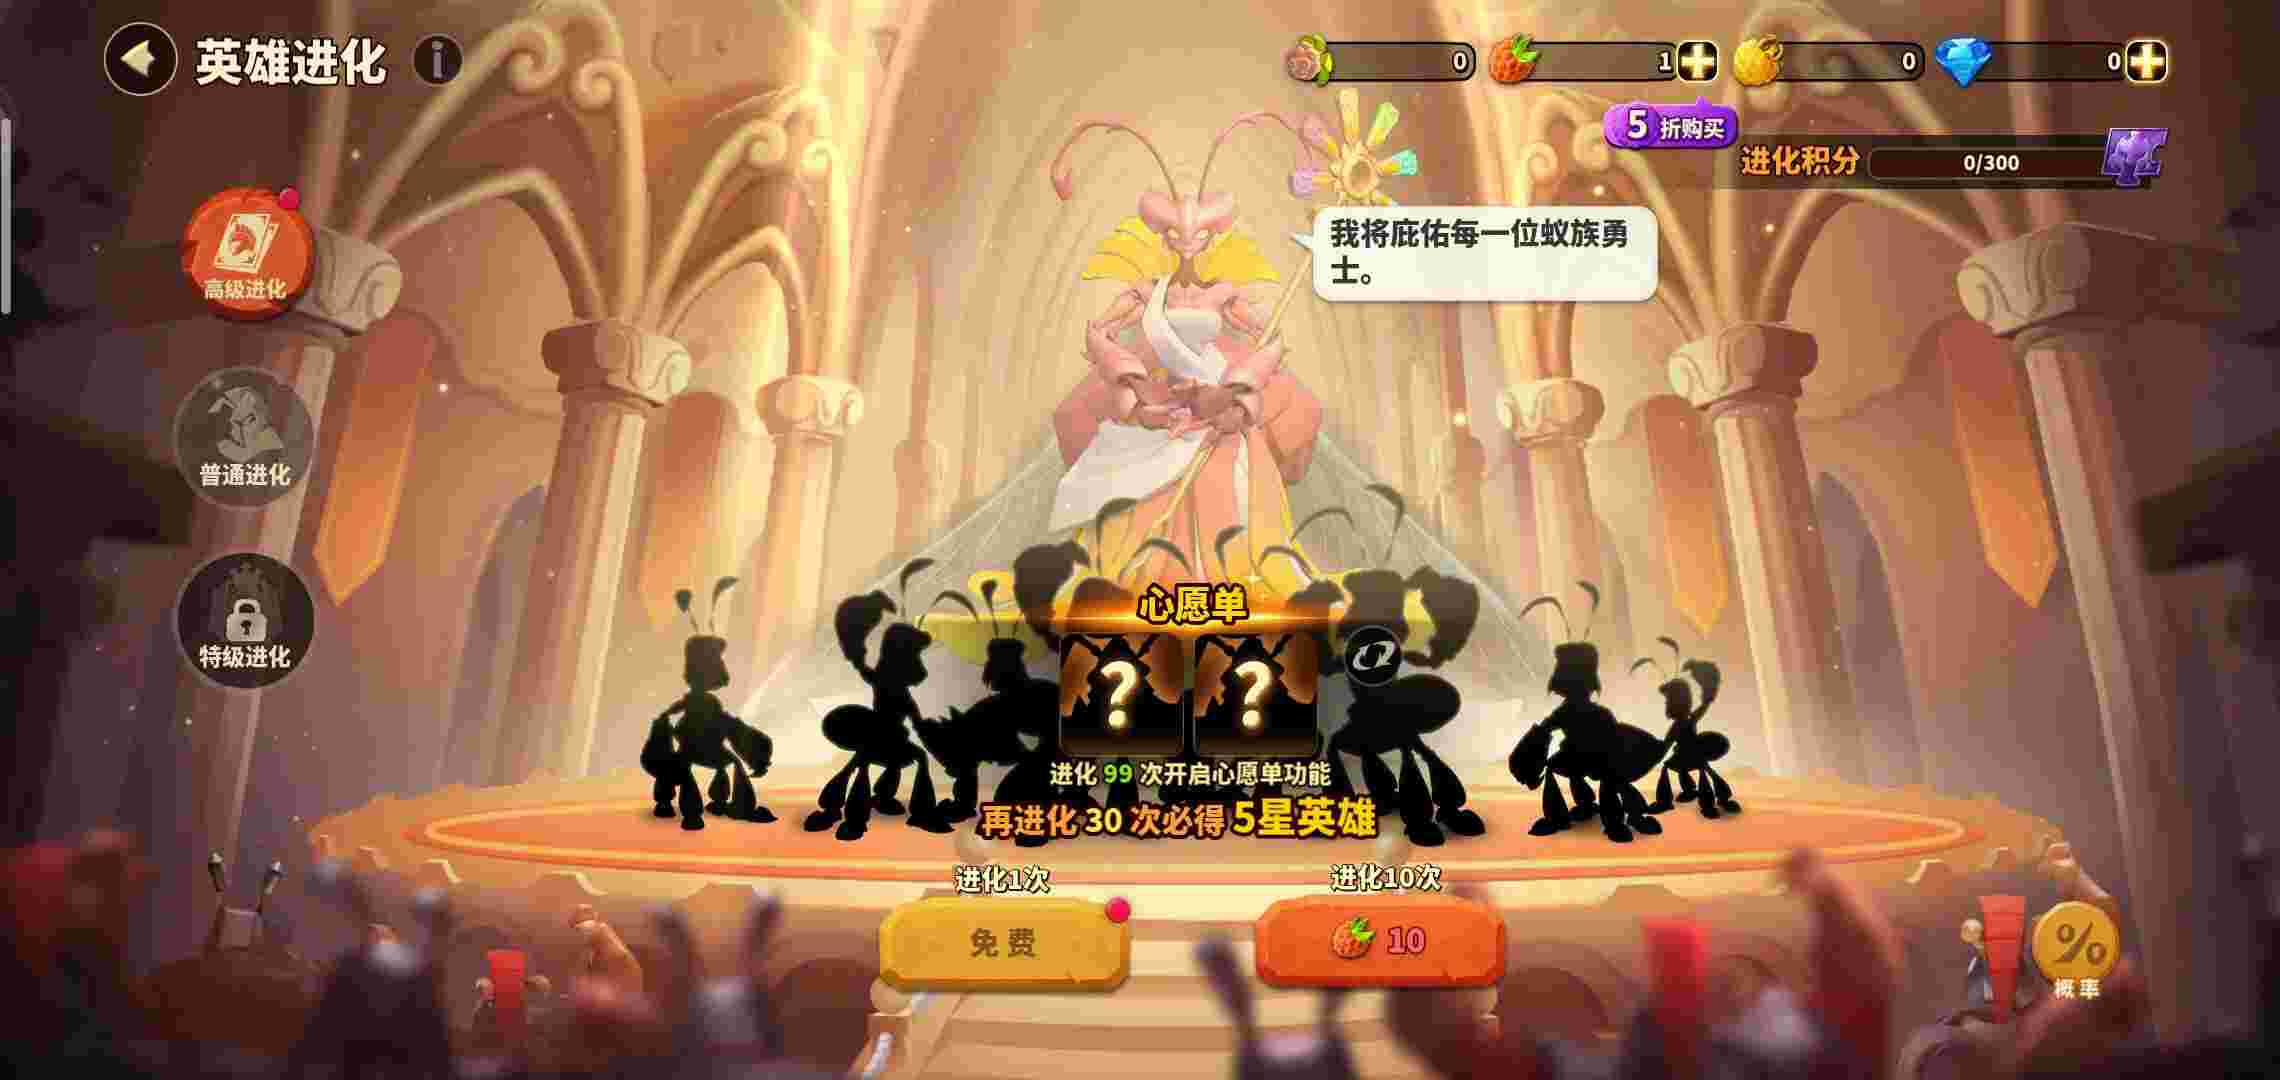 英雄进化
0
1
0
0
5折购买
进化积分
0/300
我将庇佑每一位蚁族勇
士。
高级进化
普通进化
特级进化
心愿单
进化 99 次开启心愿单功能
再进化 30 次必得 5星英雄
进化1次
进化10次
免费
10
概率